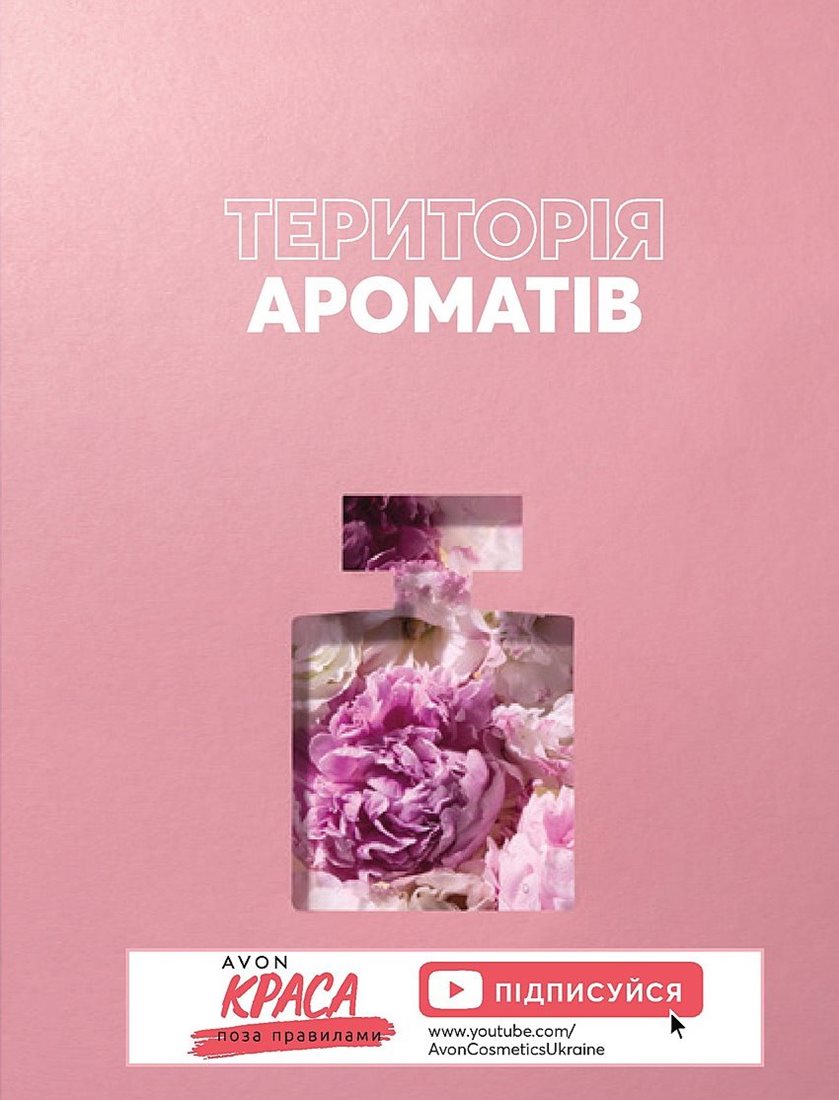 ТЕРИТОРІЯ
АРОМАТІВ
AVON
КРАСА
поза правилами
ПІДПИСУЙСЯ
www.youtube.com/
AvonCosmeticsUkraine